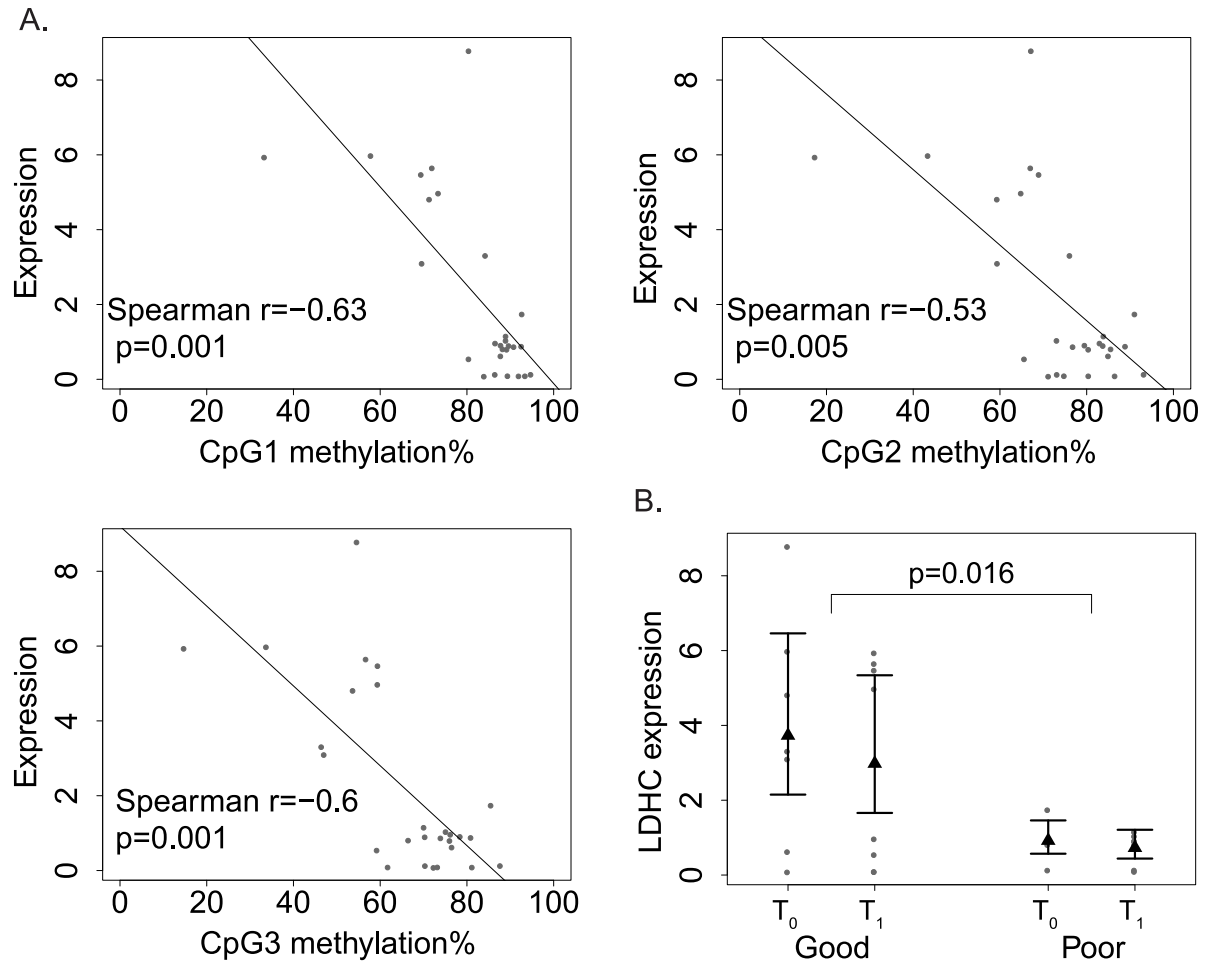 A.
Expression
8
6
4
2
0
Spearman r=−0.63
p=0.001
0 20 40 60 80 100
CpG1 methylation%
Expression
8
6
4
2
0
Spearman r=−0.53
p=0.005
0 20 40 60 80 100
CpG2 methylation%
Expression
8
6
4
2
0
Spearman r=−0.6
p=0.001
0 20 40 60 80 100
CpG3 methylation%
B.
LDHC expression
8
6
4
2
0
p=0.016
T0 T1 T0 T1
Good Poor